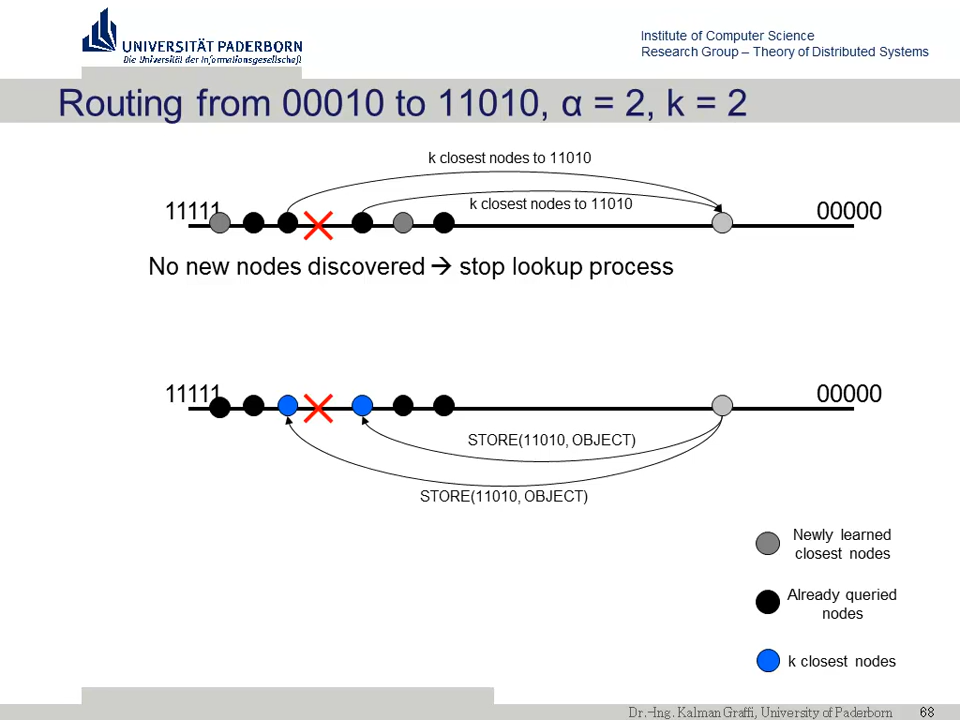 UNIVERSITÄT PADERBORN
Die Universität der Informationsgesellschaft
Institute of Computer Science
Research Group – Theory of Distributed Systems
Routing from 00010 to 11010, α = 2, k = 2
k closest nodes to 11010
k closest nodes to 11010
11111
00000
No new nodes discovered → stop lookup process
11111
00000
STORE(11010, OBJECT)
STORE(11010, OBJECT)
Newly learned
closest nodes
Already queried
nodes
k closest nodes
Dr.-Ing. Kalman Graffi, University of Paderborn
68